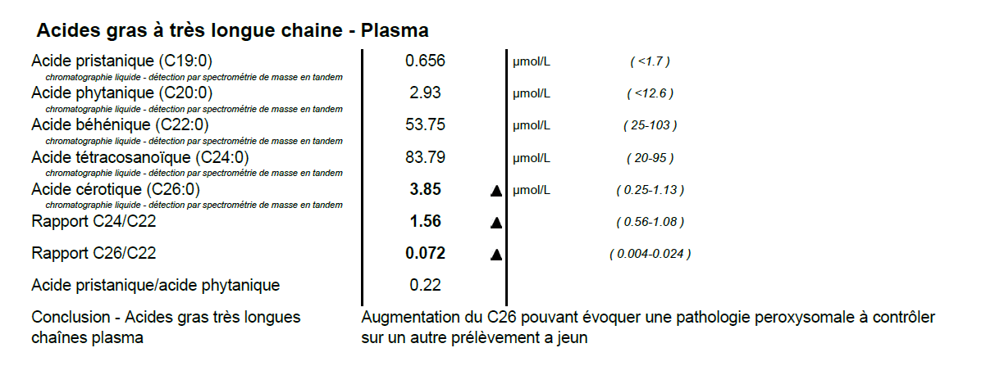 Acides gras à très longue chaine - Plasma
Acide pristanique (C19:0) 0.656 µmol/L ( <1.7 )
chromatographie liquide - détection par spectrométrie de masse en tandem
Acide phytanique (C20:0) 2.93 µmol/L ( <12.6 )
chromatographie liquide - détection par spectrométrie de masse en tandem
Acide béhénique (C22:0) 53.75 µmol/L ( 25-103 )
chromatographie liquide - détection par spectrométrie de masse en tandem
Acide tétracosanoïque (C24:0) 83.79 µmol/L ( 20-95 )
chromatographie liquide - détection par spectrométrie de masse en tandem
Acide cérotique (C26:0) 3.85 ▲ µmol/L ( 0.25-1.13 )
chromatographie liquide - détection par spectrométrie de masse en tandem
Rapport C24/C22 1.56 ▲ ( 0.56-1.08 )
Rapport C26/C22 0.072 ▲ ( 0.004-0.024 )
Acide pristanique/acide phytanique 0.22
Conclusion - Acides gras très longues Augmentation du C26 pouvant évoquer une pathologie peroxysomale à contrôler
chaînes plasma sur un autre prélèvement a jeun